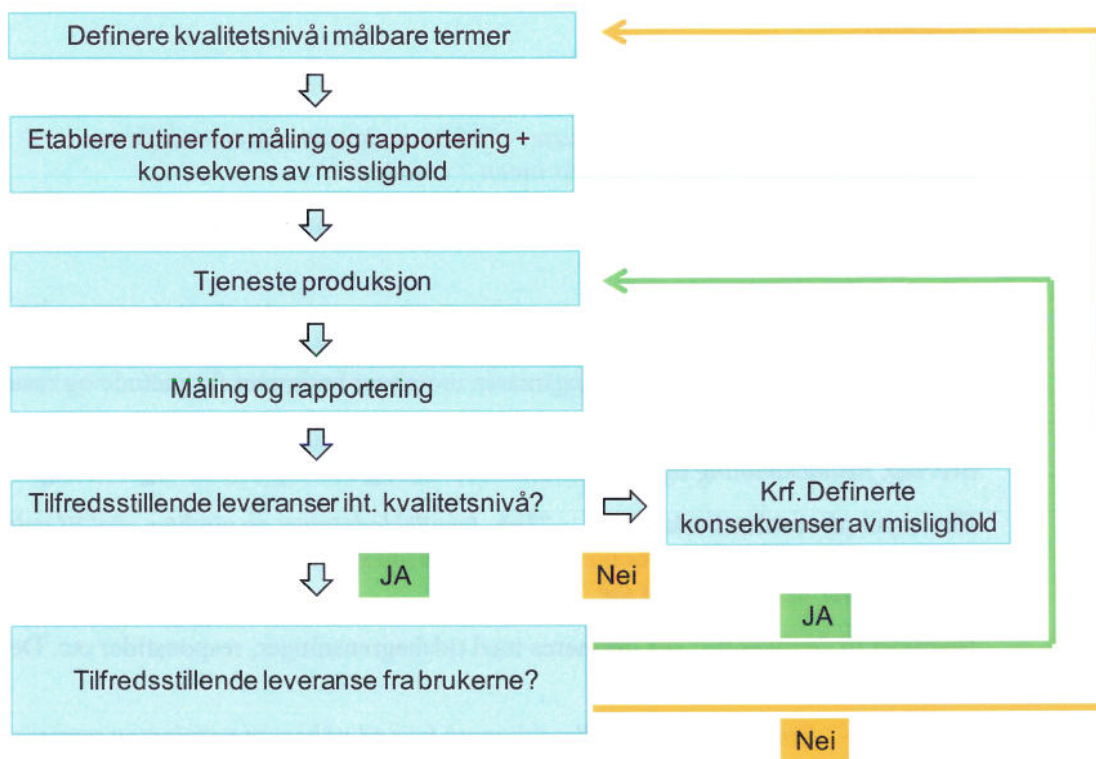 Definere kvalitetsnivå i målbare termer
Etablere rutiner for måling og rapportering +
konsekvens av misslighold
Tjeneste produksjon
Måling og rapportering
Tilfredsstillende leveranser iht. kvalitetsnivå?
Krf. Definerte
konsekvenser av mislighold
JA
Nei
JA
Tilfredsstillende leveranse fra brukerne?
Nei